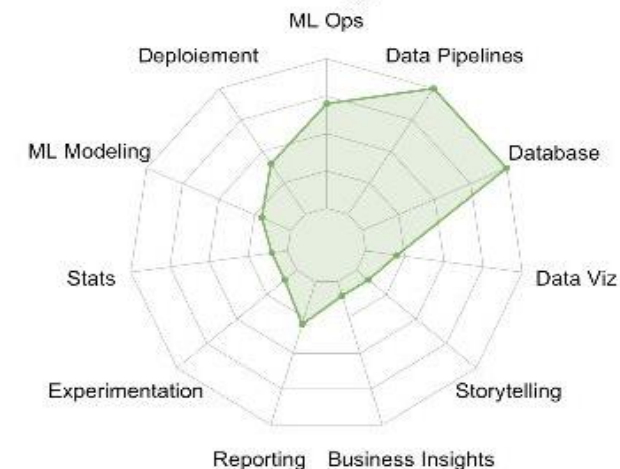 ML Ops
Deploiement Data Pipelines
ML Modeling Database
Stats Data Viz
Experimentation Storytelling
Reporting Business Insights